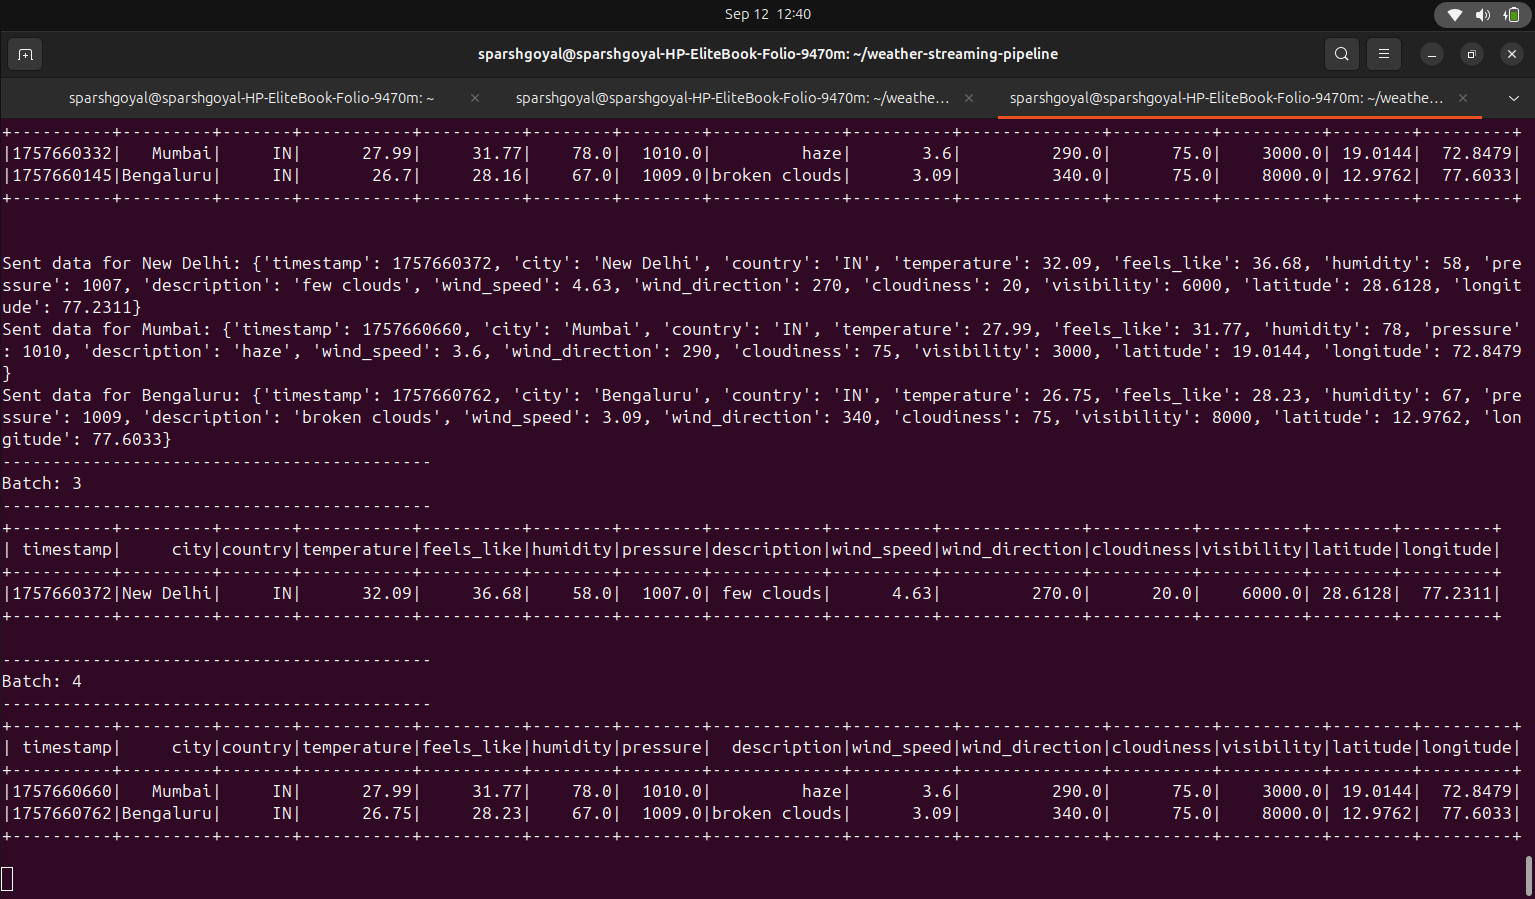 Sep 12 12:40
sparshgoyal@sparshgoyal-HP-EliteBook-Folio-9470m: ~/weather-streaming-pipeline
sparshgoyal@sparshgoyal-HP-EliteBook-Folio-9470m: ~ × sparshgoyal@sparshgoyal-HP-EliteBook-Folio-9470m: ~/weathe... × sparshgoyal@sparshgoyal-HP-EliteBook-Folio-9470m: ~/weathe... ×
+----------+---------+-------+-----------+----------+--------+--------+-------------+----------+--------------+----------+----------+--------+---------+
|1757660332|   Mumbai|     IN|      27.99|     31.77|    78.0|  1010.0|         haze|       3.6|         290.0|      75.0|    3000.0| 19.0144|  72.8479|
|1757660145|Bengaluru|     IN|       26.7|     28.16|    67.0|  1009.0|broken clouds|      3.09|         340.0|      75.0|    8000.0| 12.9762|  77.6033|
+----------+---------+-------+-----------+----------+--------+--------+-------------+----------+--------------+----------+----------+--------+---------+
Sent data for New Delhi: {'timestamp': 1757660372, 'city': 'New Delhi', 'country': 'IN', 'temperature': 32.09, 'feels_like': 36.68, 'humidity': 58, 'pre
ssure': 1007, 'description': 'few clouds', 'wind_speed': 4.63, 'wind_direction': 270, 'cloudiness': 20, 'visibility': 6000, 'latitude': 28.6128, 'longit
ude': 77.2311}
Sent data for Mumbai: {'timestamp': 1757660660, 'city': 'Mumbai', 'country': 'IN', 'temperature': 27.99, 'feels_like': 31.77, 'humidity': 78, 'pressure'
: 1010, 'description': 'haze', 'wind_speed': 3.6, 'wind_direction': 290, 'cloudiness': 75, 'visibility': 3000, 'latitude': 19.0144, 'longitude': 72.8479
}
Sent data for Bengaluru: {'timestamp': 1757660762, 'city': 'Bengaluru', 'country': 'IN', 'temperature': 26.75, 'feels_like': 28.23, 'humidity': 67, 'pre
ssure': 1009, 'description': 'broken clouds', 'wind_speed': 3.09, 'wind_direction': 340, 'cloudiness': 75, 'visibility': 8000, 'latitude': 12.9762, 'lon
gitude': 77.6033}
-------------------------------------------
Batch: 3
-------------------------------------------
+----------+---------+-------+-----------+----------+--------+--------+-----------+----------+--------------+----------+----------+--------+---------+
| timestamp|     city|country|temperature|feels_like|humidity|pressure|description|wind_speed|wind_direction|cloudiness|visibility|latitude|longitude|
+----------+---------+-------+-----------+----------+--------+--------+-----------+----------+--------------+----------+----------+--------+---------+
|1757660372|New Delhi|     IN|      32.09|     36.68|    58.0|  1007.0| few clouds|      4.63|         270.0|      20.0|    6000.0| 28.6128|  77.2311|
+----------+---------+-------+-----------+----------+--------+--------+-----------+----------+--------------+----------+----------+--------+---------+
-------------------------------------------
Batch: 4
-------------------------------------------
+----------+---------+-------+-----------+----------+--------+--------+-------------+----------+--------------+----------+----------+--------+---------+
| timestamp|     city|country|temperature|feels_like|humidity|pressure|  description|wind_speed|wind_direction|cloudiness|visibility|latitude|longitude|
+----------+---------+-------+-----------+----------+--------+--------+-------------+----------+--------------+----------+----------+--------+---------+
|1757660660|   Mumbai|     IN|      27.99|     31.77|    78.0|  1010.0|         haze|       3.6|         290.0|      75.0|    3000.0| 19.0144|  72.8479|
|1757660762|Bengaluru|     IN|      26.75|     28.23|    67.0|  1009.0|broken clouds|      3.09|         340.0|      75.0|    8000.0| 12.9762|  77.6033|
+----------+---------+-------+-----------+----------+--------+--------+-------------+----------+--------------+----------+----------+--------+---------+